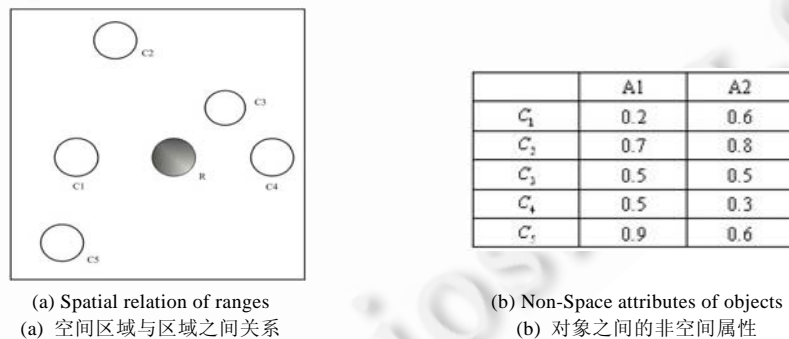 C2
C3
C1
R
C4
C5
A1 A2
C1 0.2 0.6
C2 0.7 0.8
C3 0.5 0.5
C4 0.5 0.3
C5 0.9 0.6
(a) Spatial relation of ranges
(a) 空间区域与区域之间关系
(b) Non-Space attributes of objects
(b) 对象之间的非空间属性